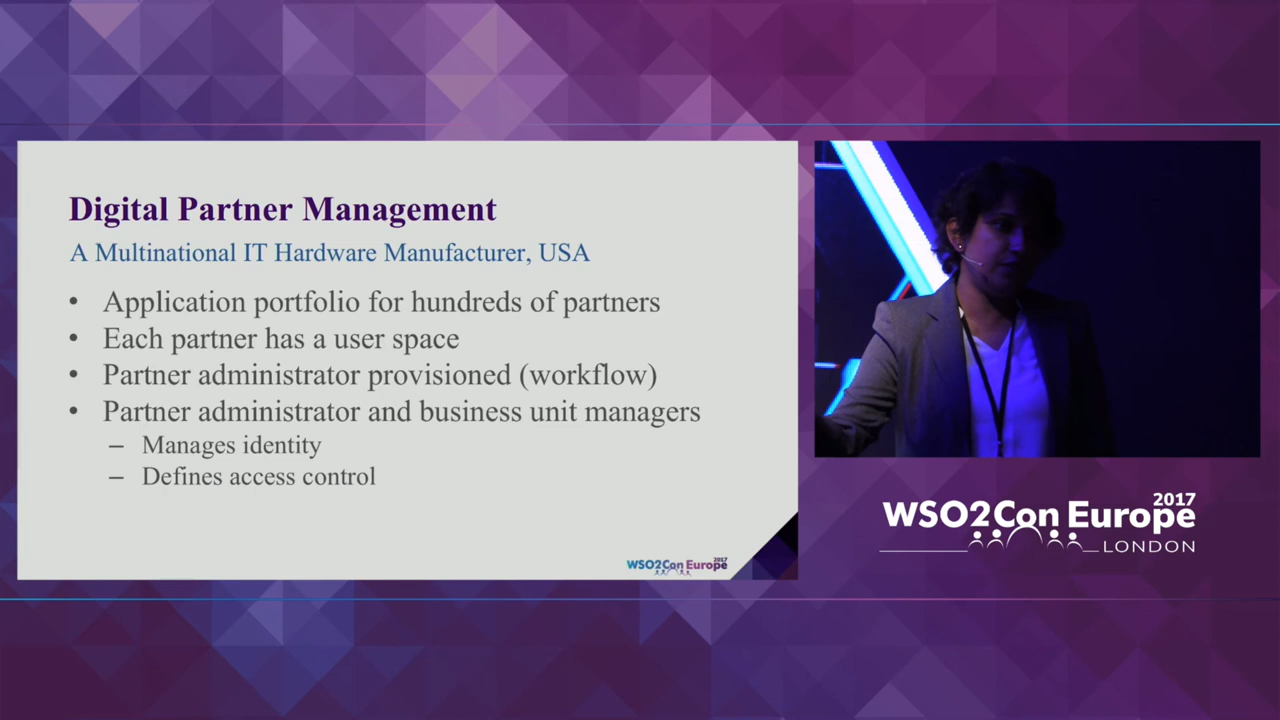 Digital Partner Management
A Multinational IT Hardware Manufacturer, USA
• Application portfolio for hundreds of partners
• Each partner has a user space
• Partner administrator provisioned (workflow)
• Partner administrator and business unit managers
– Manages identity
– Defines access control
WSO2Con Europe 2017
2017
WSO2Con Europe
LONDON